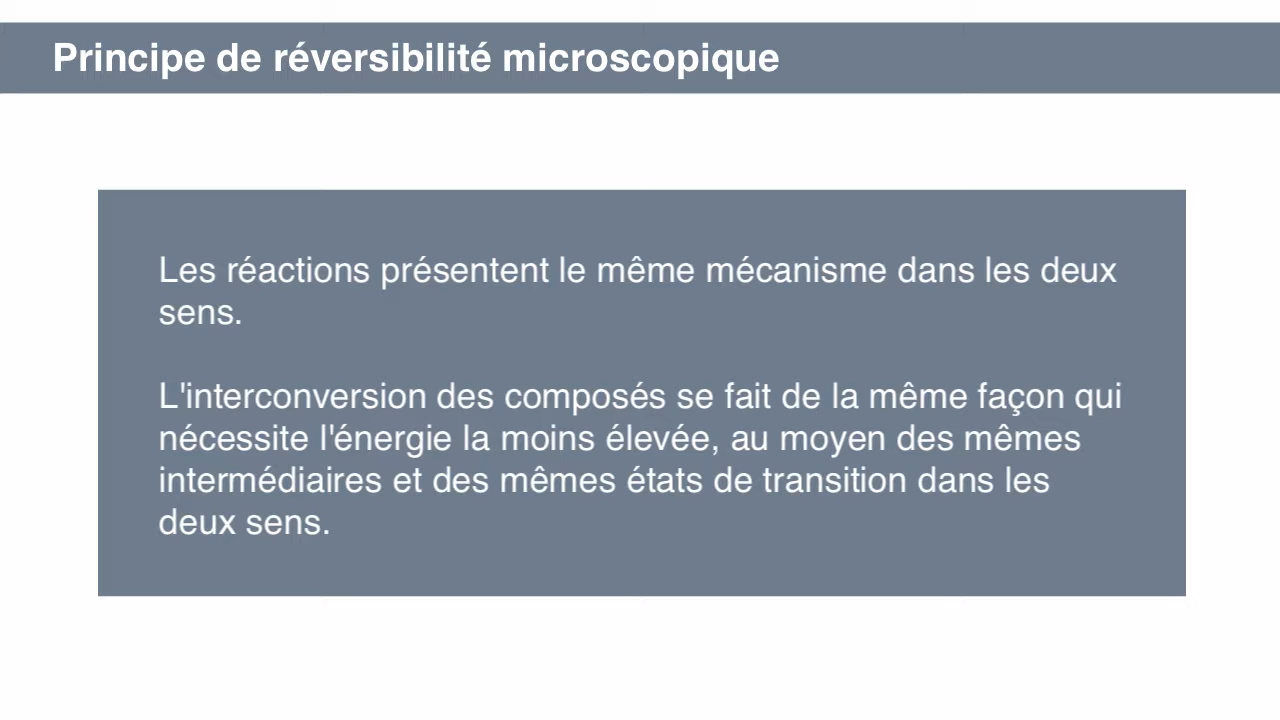 Principe de réversibilité microscopique
Les réactions présentent le même mécanisme dans les deux
sens.
L'interconversion des composés se fait de la même façon qui
nécessite l'énergie la moins élevée, au moyen des mêmes
intermédiaires et des mêmes états de transition dans les
deux sens.